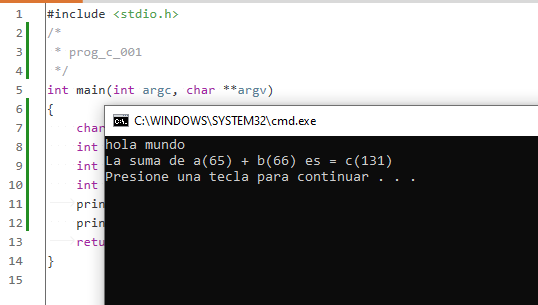 1 #include <stdio.h>
2 /*
3  * prog_c_001
4  */
5 int main(int argc, char **argv)
6 {
7 char
8 int
9 int
10 int
11 prin
12 prin
13 retu
14 }
15
C:\WINDOWS\SYSTEM32\cmd.exe
hola mundo
La suma de a(65) + b(66) es = c(131)
Presione una tecla para continuar . . .